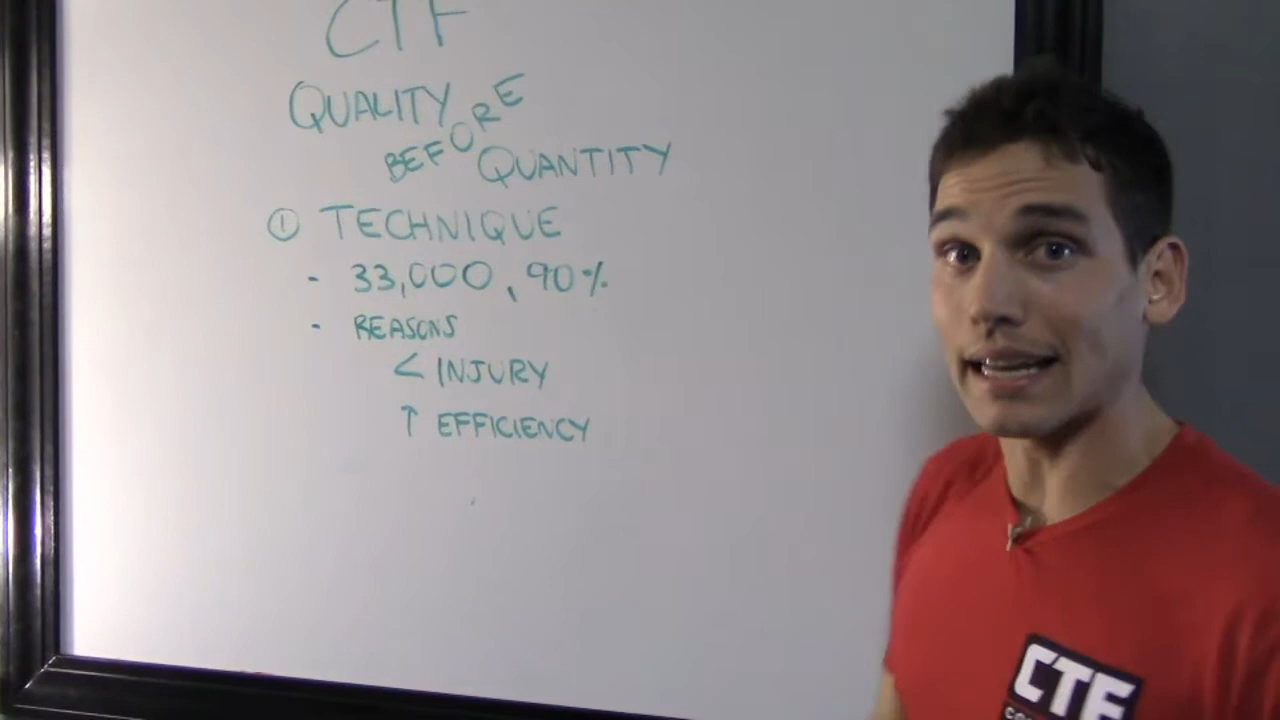 CTF
QUALITY
BEFORE
QUANTITY
① TECHNIQUE
- 33,000, 90%
- REASONS
< INJURY
↑ EFFICIENCY
CTF